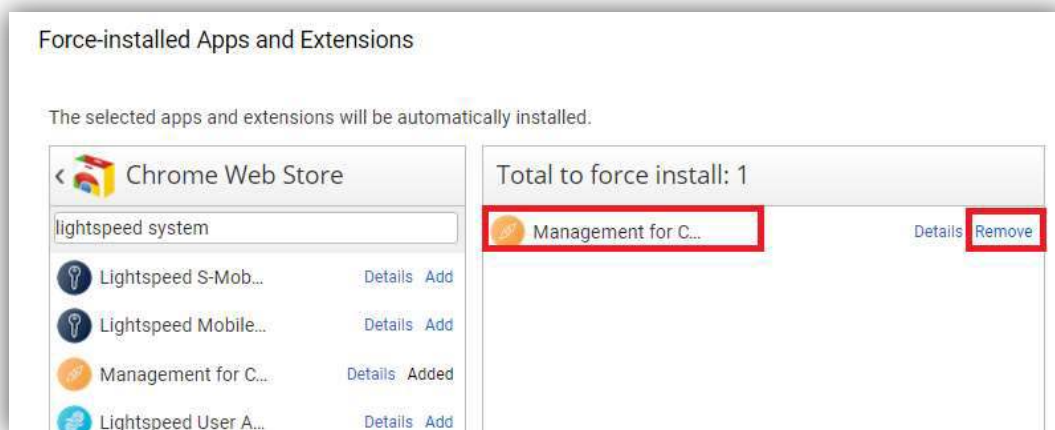 Force-installed Apps and Extensions
The selected apps and extensions will be automatically installed.
Chrome Web Store
lightspeed system
Lightspeed S-Mob... Details Add
Lightspeed Mobile... Details Add
Management for C... Details Added
Lightspeed User A... Details Add
Total to force install: 1
Management for C... Details Remove